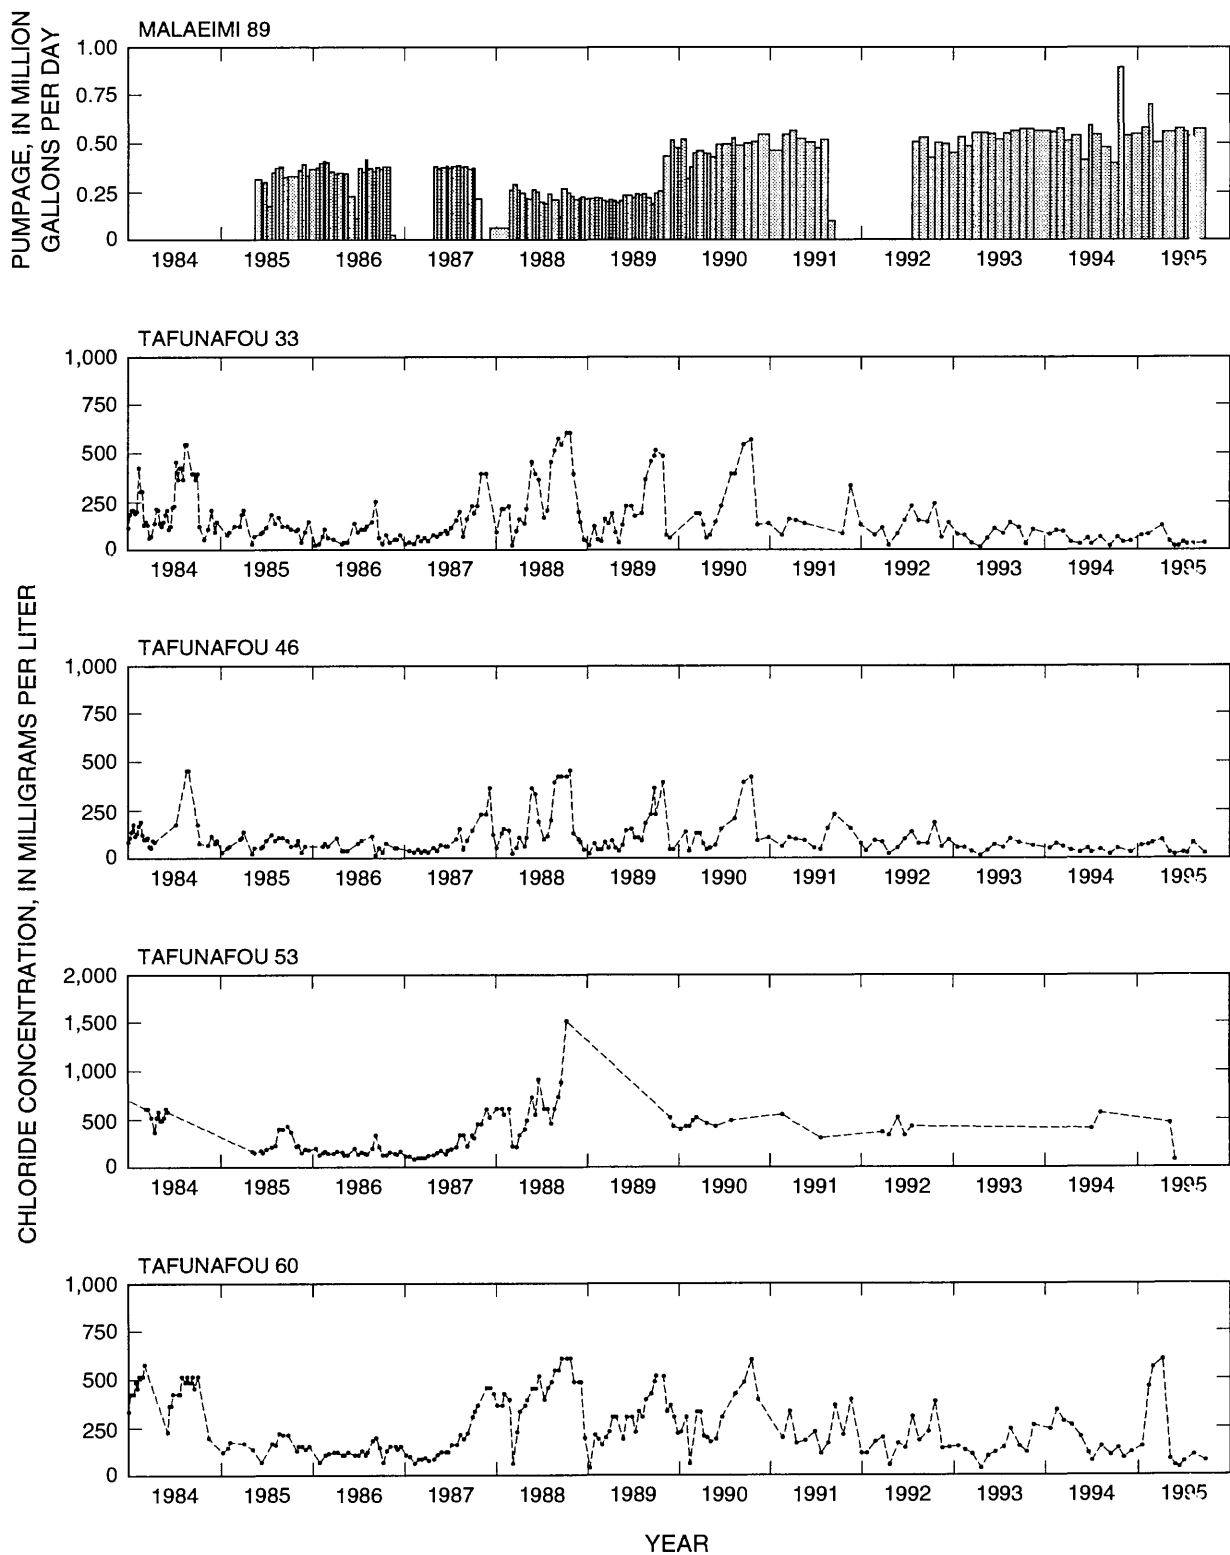 PUMPAGE, IN MILLION
GALLONS PER DAY
MALAEIMI 89
1.00
0.75
0.50
0.25
0
1984 1985 1986 1987 1988 1989 1990 1991 1992 1993 1994 1995
CHLORIDE CONCENTRATION, IN MILLIGRAMS PER LITER
TAFUNAFOU 33
1,000
750
500
250
0
1984 1985 1986 1987 1988 1989 1990 1991 1992 1993 1994 1995
TAFUNAFOU 46
1,000
750
500
250
0
1984 1985 1986 1987 1988 1989 1990 1991 1992 1993 1994 1995
TAFUNAFOU 53
2,000
1,500
1,000
500
0
1984 1985 1986 1987 1988 1989 1990 1991 1992 1993 1994 1995
TAFUNAFOU 60
1,000
750
500
250
0
1984 1985 1986 1987 1988 1989 1990 1991 1992 1993 1994 1995
YEAR